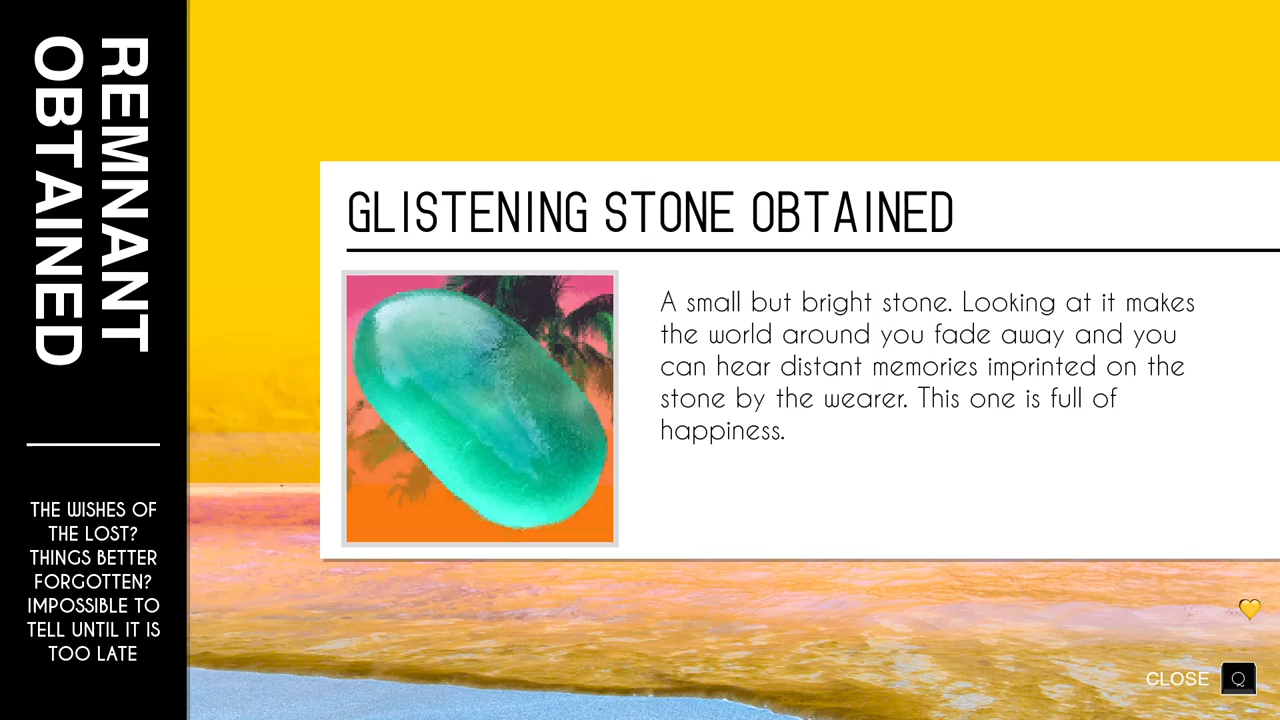 REMNANT
OBTAINED
THE WISHES OF
THE LOST?
THINGS BETTER
FORGOTTEN?
IMPOSSIBLE TO
TELL UNTIL IT IS
TOO LATE
GLISTENING STONE OBTAINED
A small but bright stone. Looking at it makes
the world around you fade away and you
can hear distant memories imprinted on the
stone by the wearer. This one is full of
happiness.
CLOSE Q